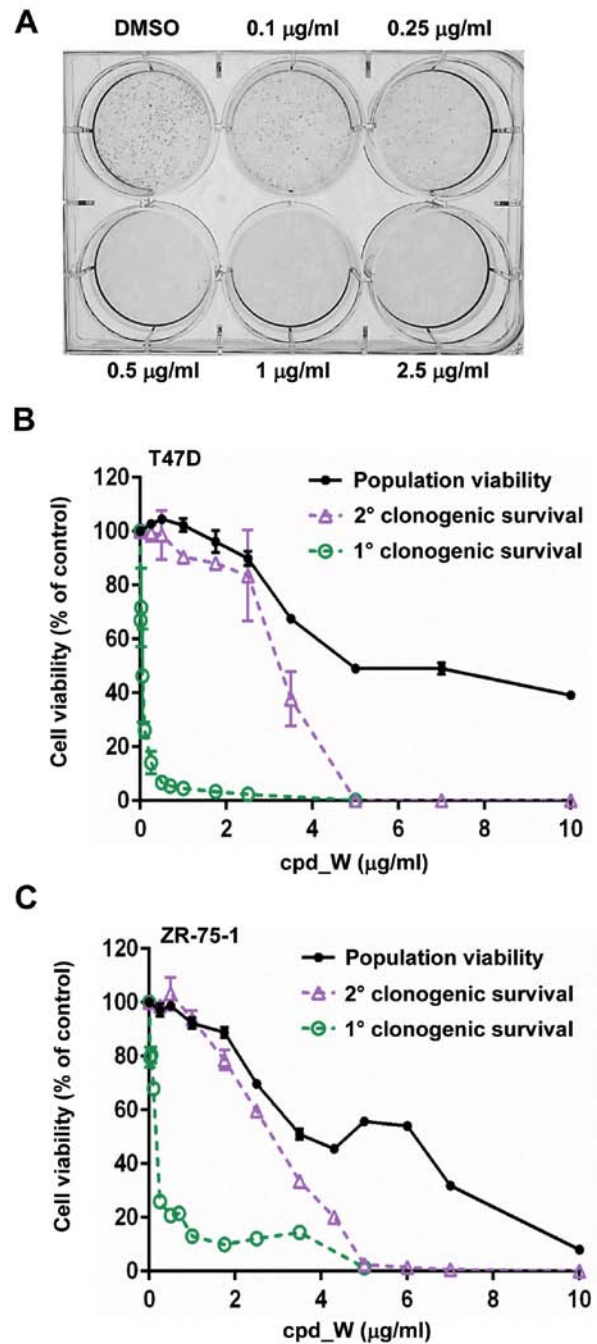 A
DMSO 0.1 μg/ml 0.25 μg/ml
0.5 μg/ml 1 μg/ml 2.5 μg/ml
B
T47D
Population viability
2° clonogenic survival
1° clonogenic survival
Cell viability (% of control)
120
100
80
60
40
20
0
0 2 4 6 8 10
cpd_W (μg/ml)
C
ZR-75-1
Population viability
2° clonogenic survival
1° clonogenic survival
Cell viability (% of control)
120
100
80
60
40
20
0
0 2 4 6 8 10
cpd_W (μg/ml)